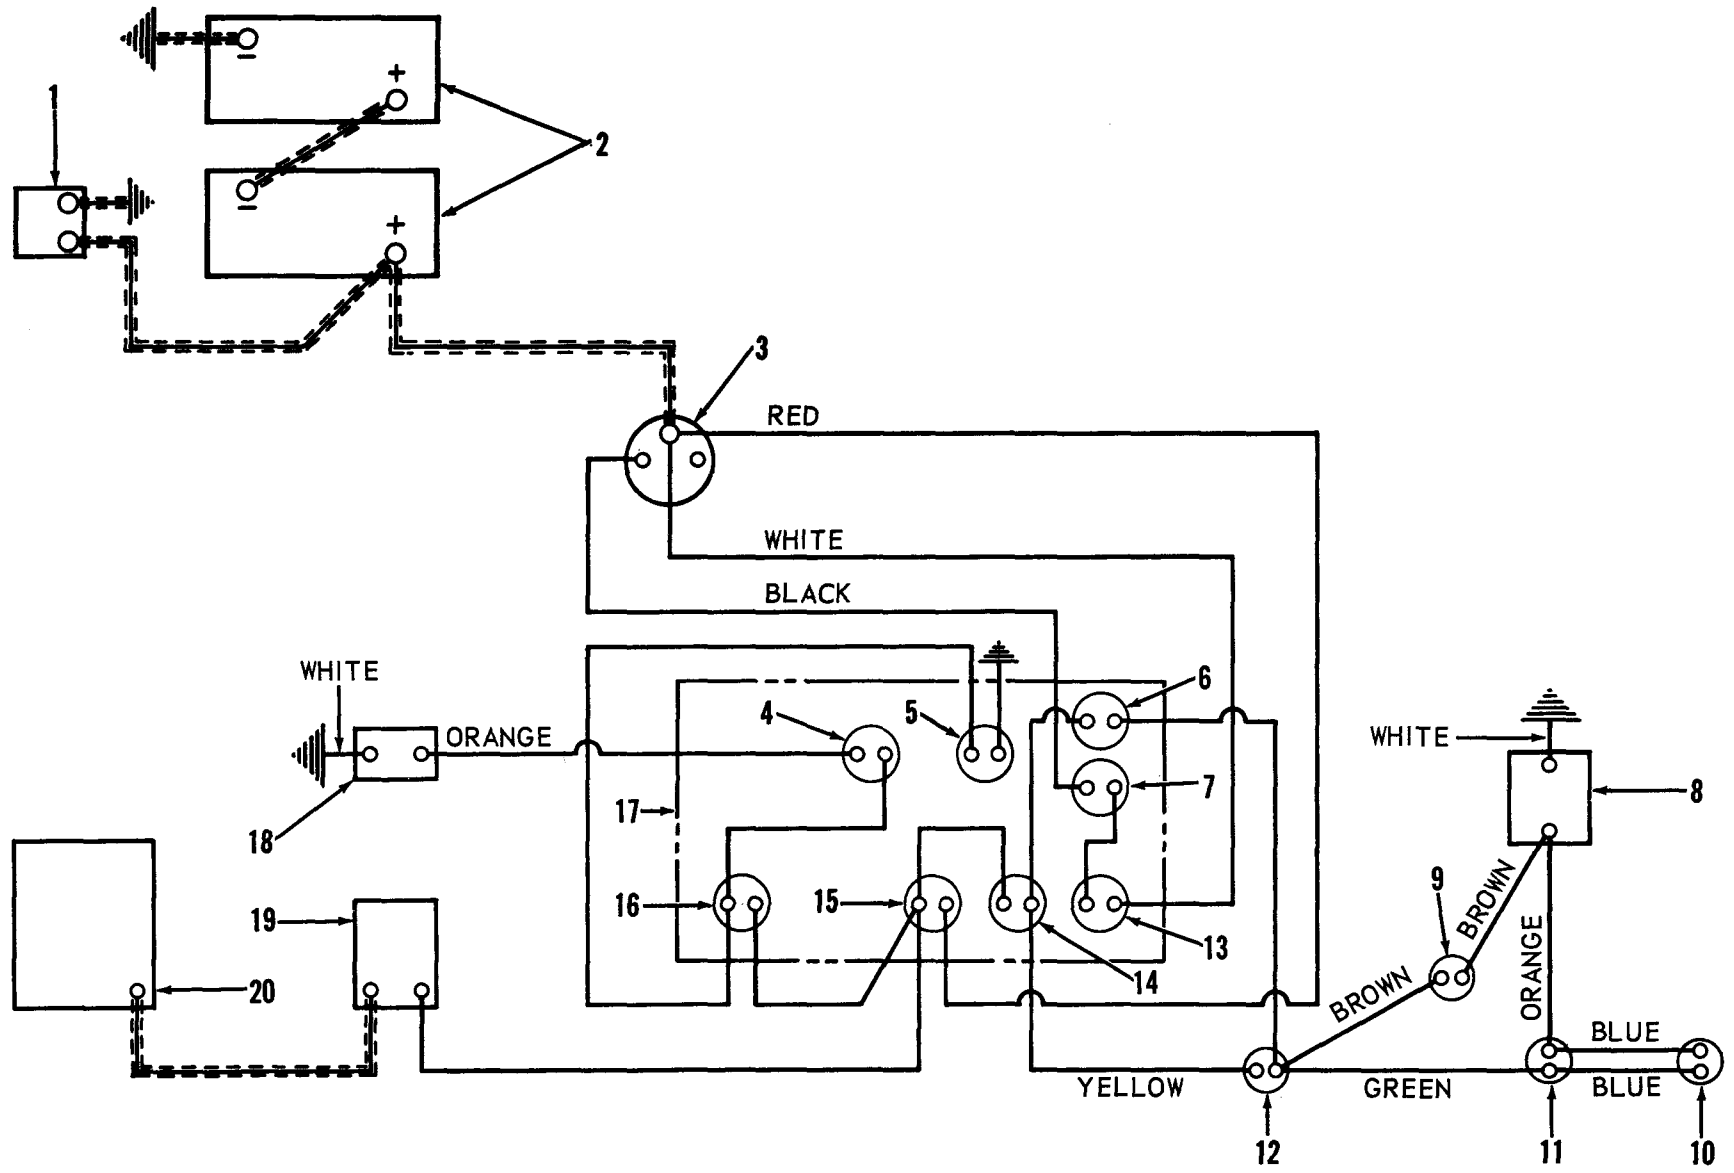 −
+
1
2
−
+
3
RED
WHITE
BLACK
WHITE
6
4
5
ORANGE
WHITE
7
8
17
18
9
BROWN
16
15
19
13
ORANGE
14
20
BROWN
BLUE
YELLOW
GREEN
BLUE
12
11
10